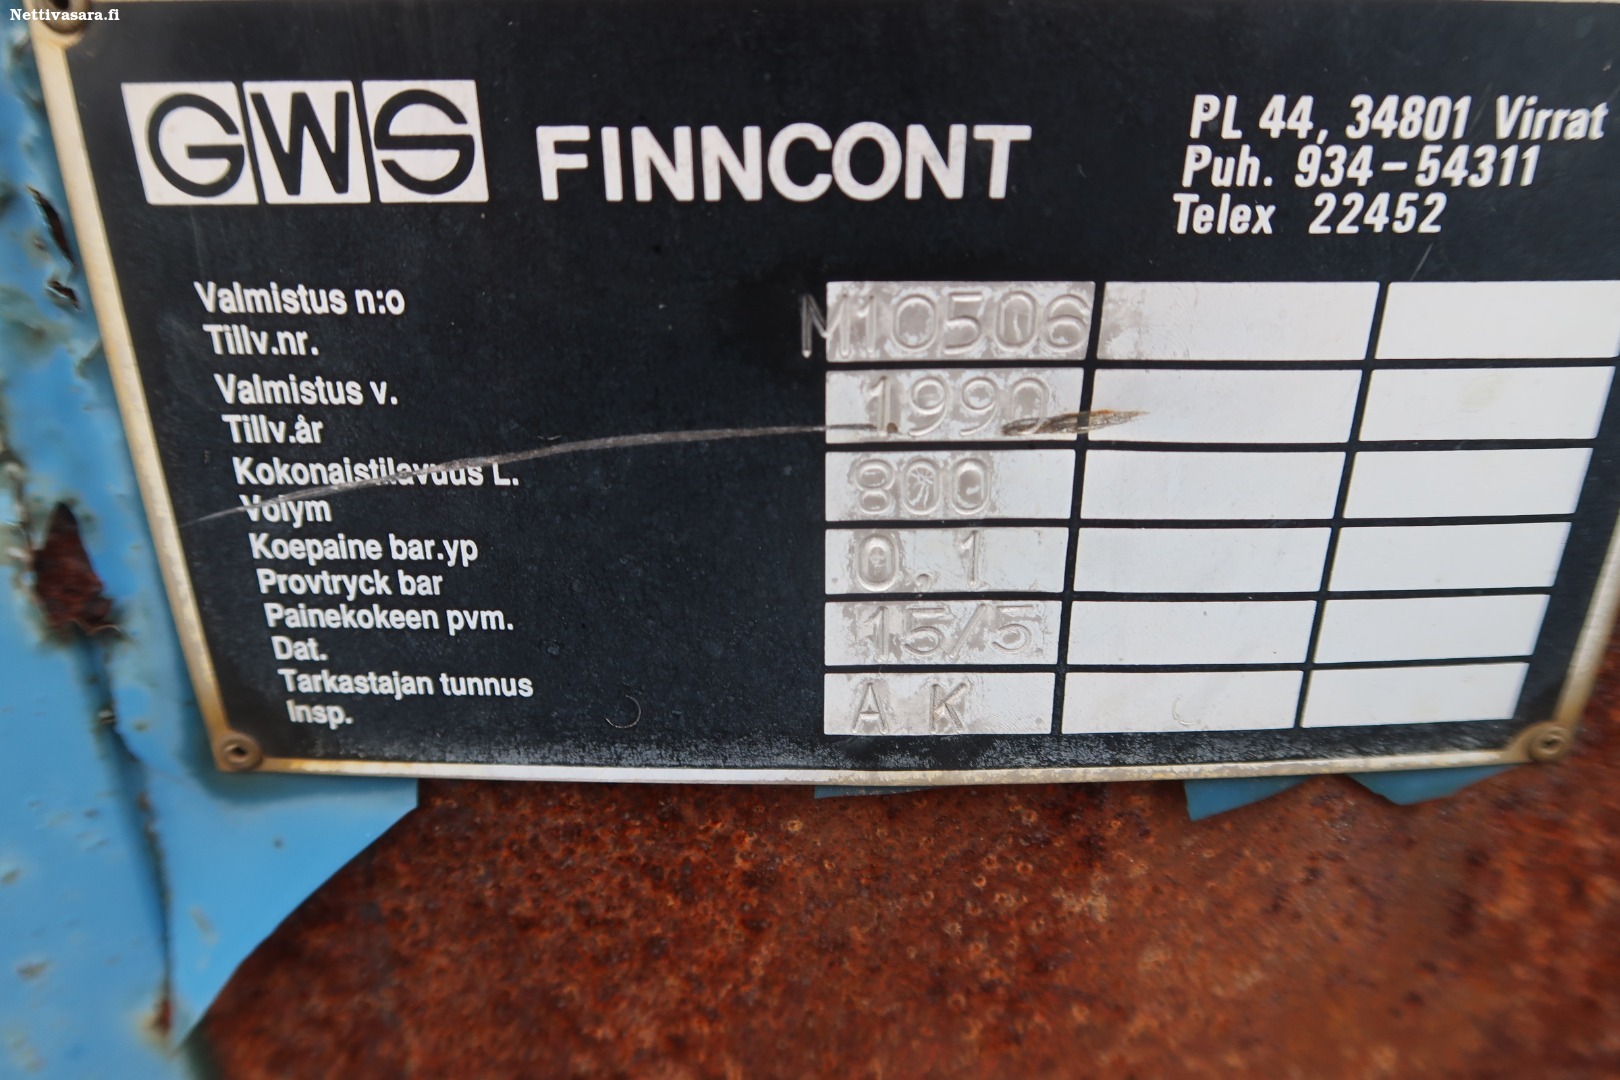 Nettivasara.fi
GWS FINNCONT
PL 44, 34801 Virrat
Puh. 934-54311
Telex 22452
Valmistus n:o M10506
Tillv.nr.
Valmistus v. 1990
Tillv.år
Kokonaistilavuus L. 800
Volym
Koepaine bar.yp 0.1
Provtryck bar
Painekokeen pvm. 15/5
Dat.
Tarkastajan tunnus A K
Insp.